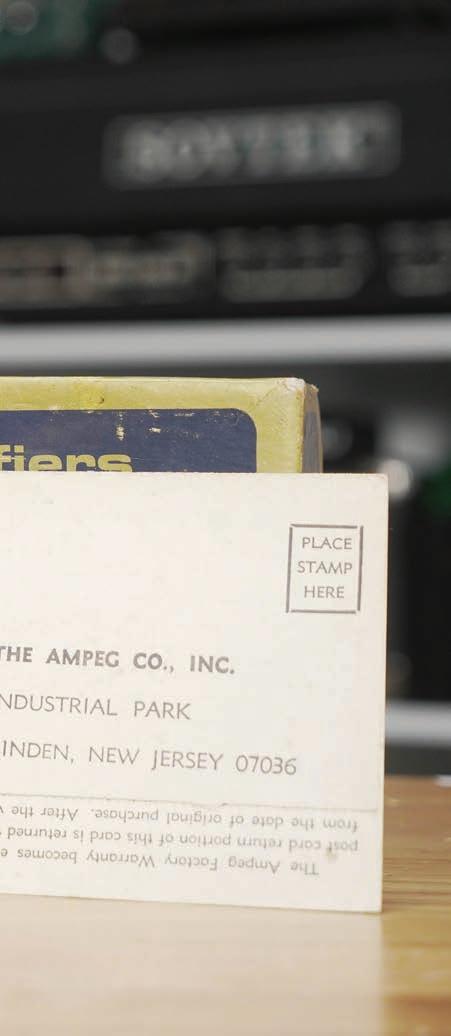 fiers
PLACE
STAMP
HERE
THE AMPEG CO., INC.
NDUSTRIAL PARK
INDEN, NEW JERSEY 07036
The Ampeg Factory Warranty becomes e
post card return portion of this card is returned
from the date of original purchase. After the